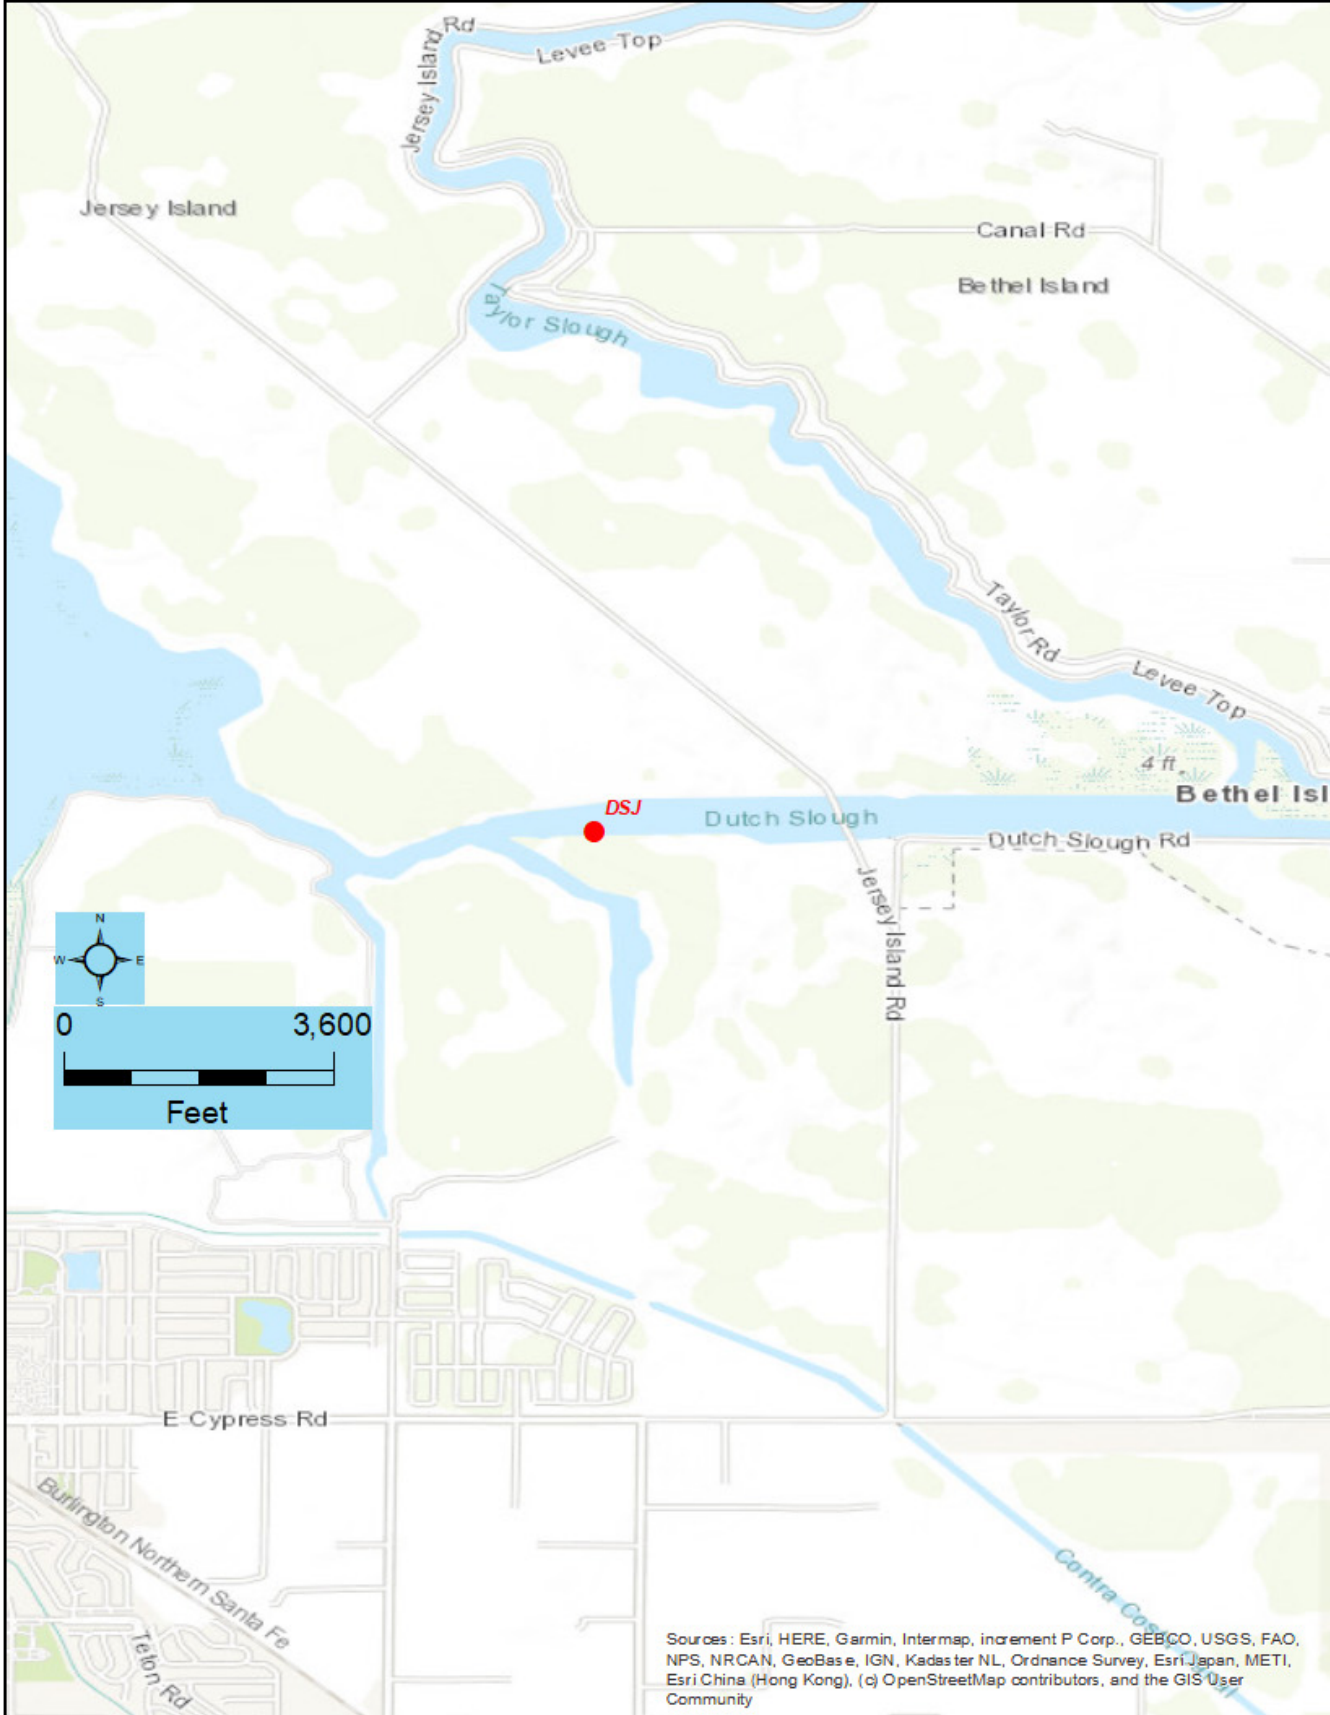 Jersey Island Rd
Levee Top
Jersey Island
Canal Rd
Bethel Island
Taylor Slough
Taylor Rd
Levee Top
4 ft
Bethel Isl
DSJ
Dutch Slough
Dutch Slough Rd
Jersey Island Rd
N
W
E
S
0 3,600
Feet
E Cypress Rd
Burlington Northern Santa Fe
Teton Rd
Contra Costa Canal
Sources: Esri, HERE, Garmin, Intermap, increment P Corp., GEBCO, USGS, FAO,
NPS, NRCAN, GeoBase, IGN, Kadaster NL, Ordnance Survey, Esri Japan, METI,
Esri China (Hong Kong), (c) OpenStreetMap contributors, and the GIS User
Community